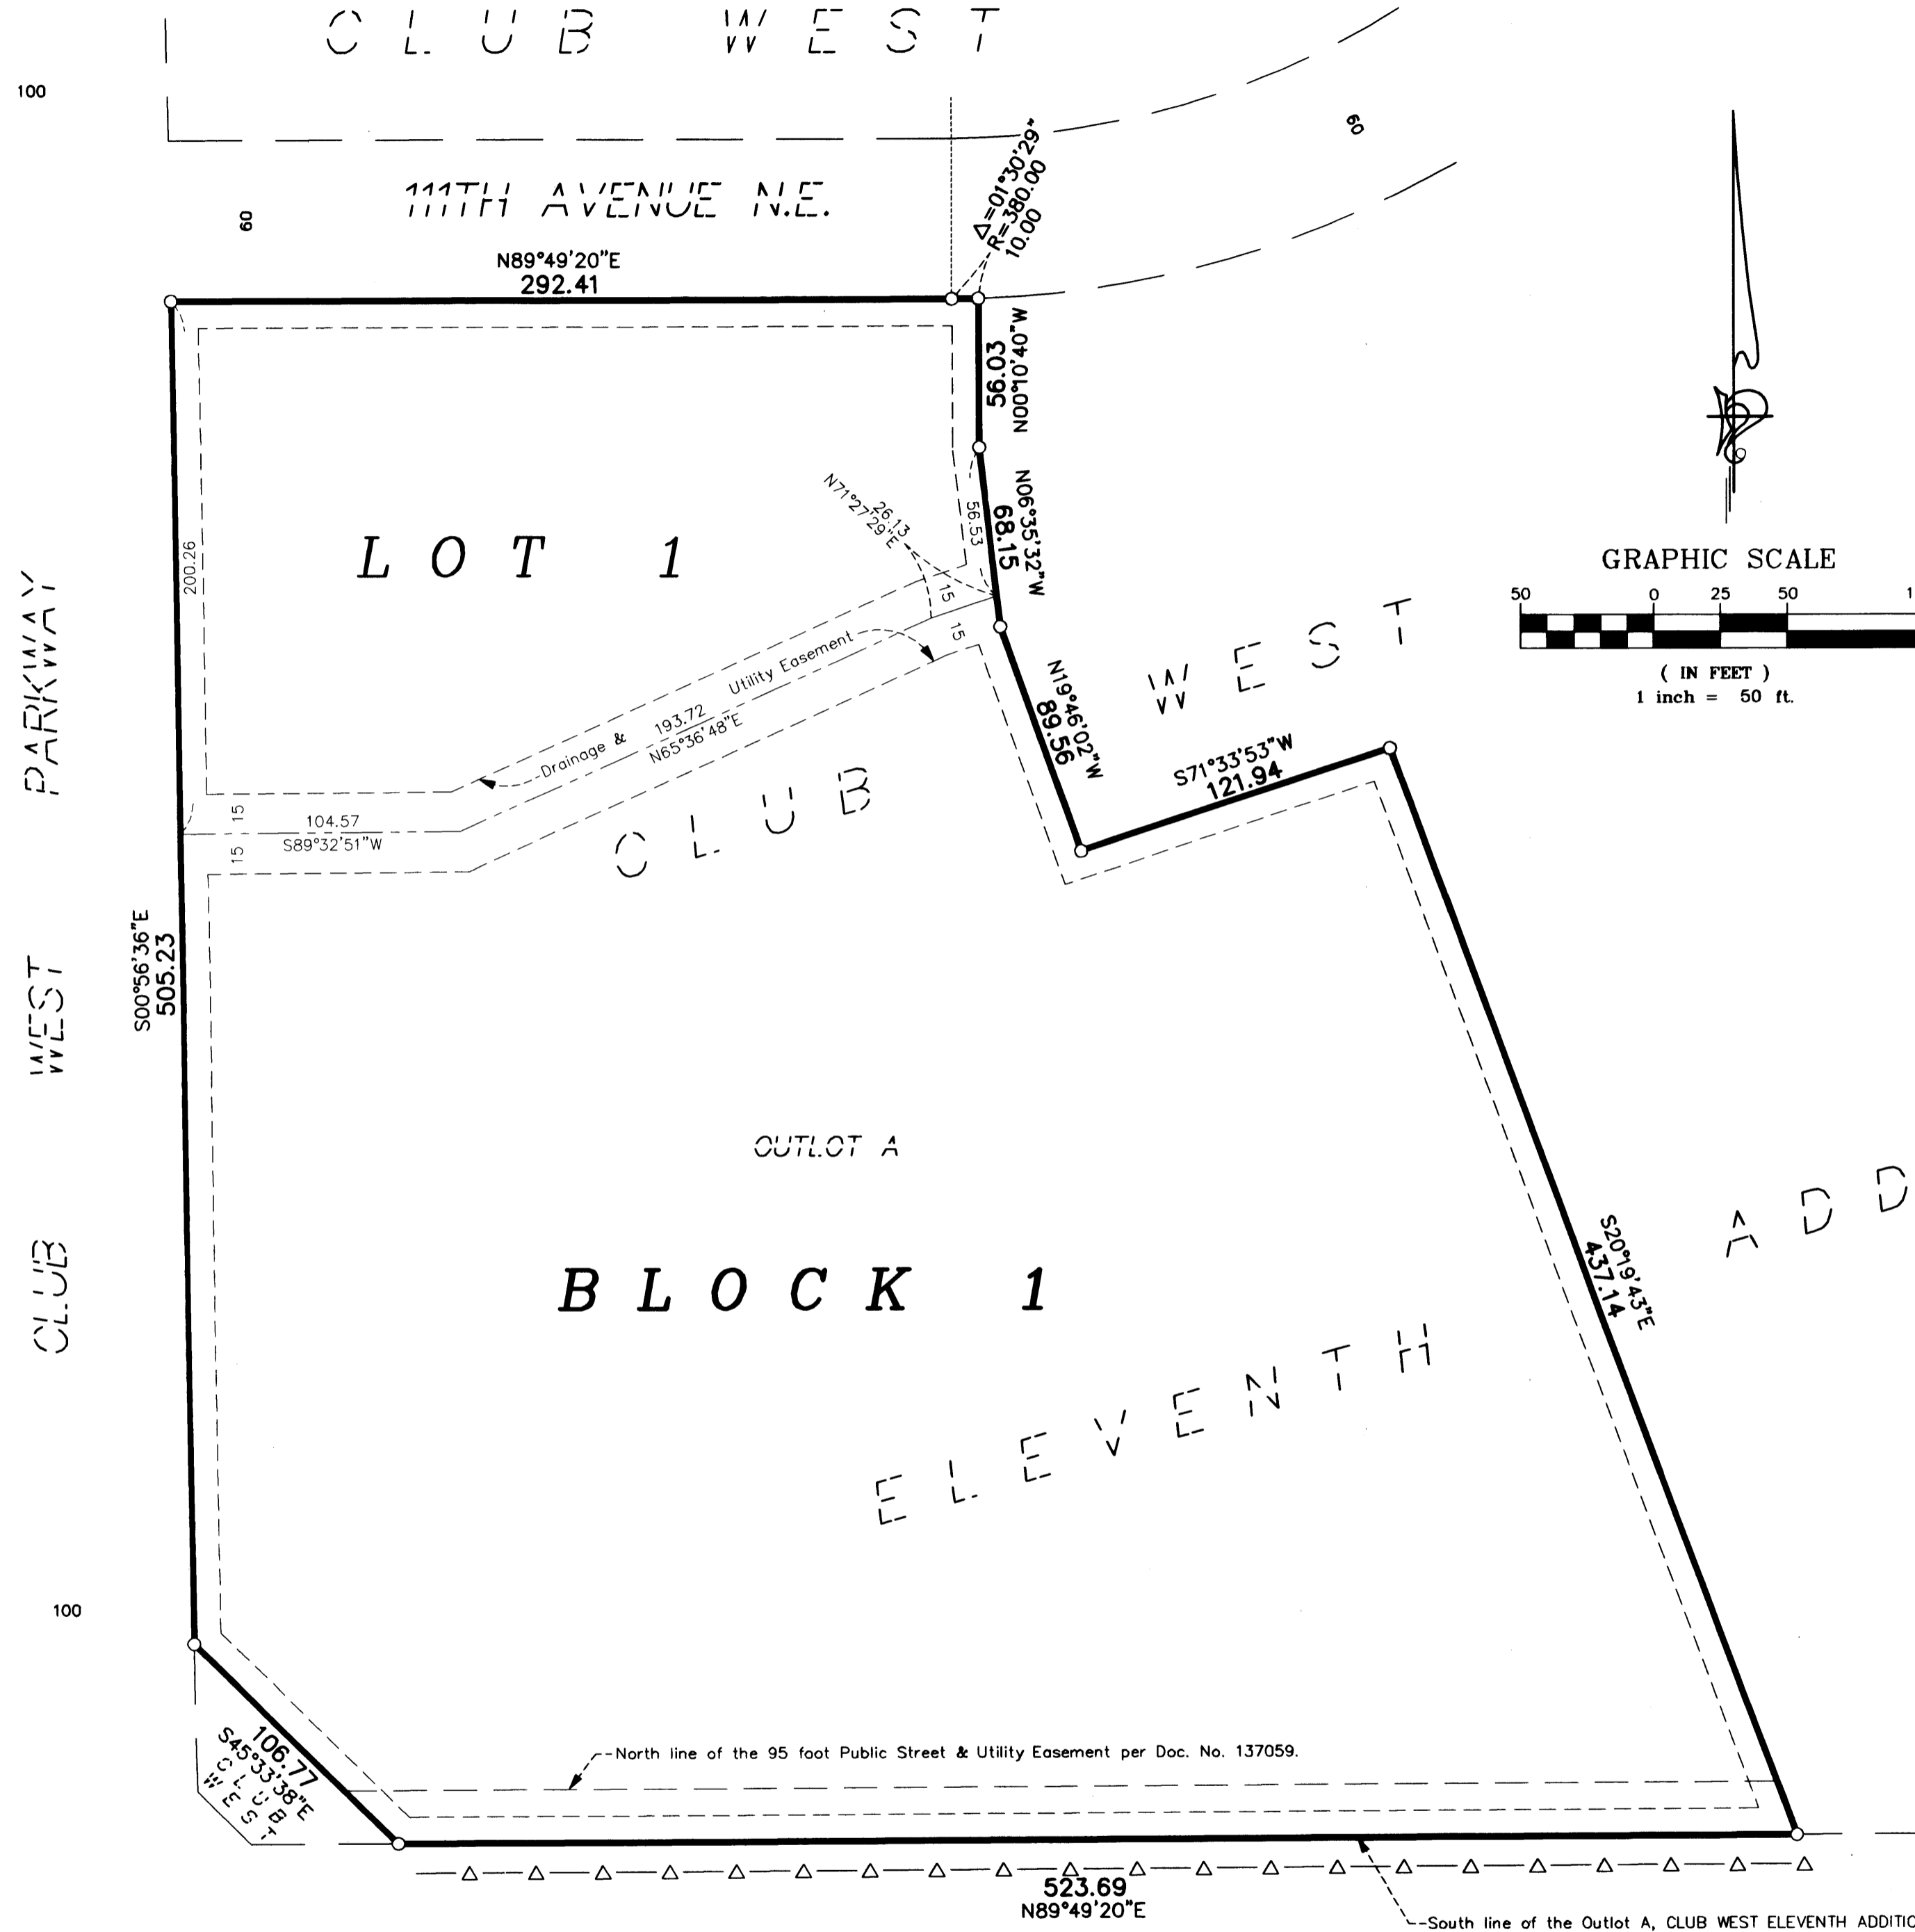 CLUB WEST
100
60
111TH AVENUE N.E.
60
Δ=01°30'29"
R=380.00
10.00
N89°49'20"E
292.41
56.03
N00°10'40"W
N06°35'32"W
68.15
56.53
N71°27'29"E
26.13
LOT 1
200.26
15
15
Utility Easement
Drainage &
193.72
N65°36'48"E
15
104.57
S89°32'51"W
15
GRAPHIC SCALE
50 0 25 50
( IN FEET )
1 inch = 50 ft.
CLUB WEST
N19°46'02"W
89.56
S71°33'53"W
121.94
CLUB WEST PARKWAY
S00°56'36"E
505.23
OUTLOT A
BLOCK 1
ADD
S20°19'43"E
437.14
ELEVENTH
100
106.77
S45°33'38"E
CLUB
WEST
North line of the 95 foot Public Street & Utility Easement per Doc. No. 137059.
523.69
N89°49'20"E
South line of the Outlot A, CLUB WEST ELEVENTH